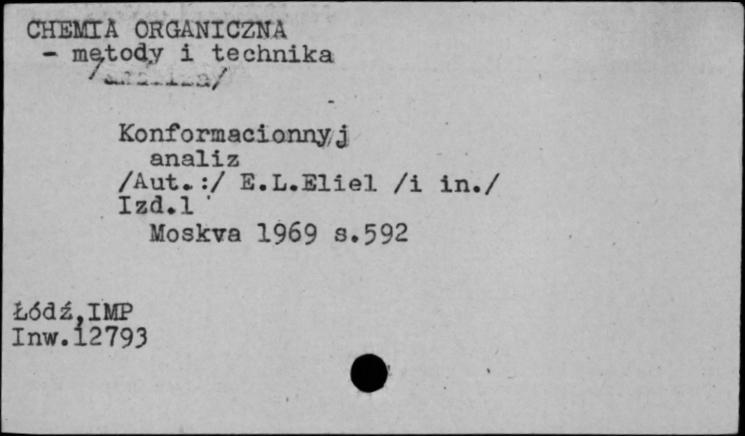 CHEMIA ORGANICZNA
- metody i technika
Konformacionnyj
analiz
/Aut.:/ E.L.Eliel /i in./
Izd.1
Moskva 1969 s.592
Łódź,IMP
Inw.12793